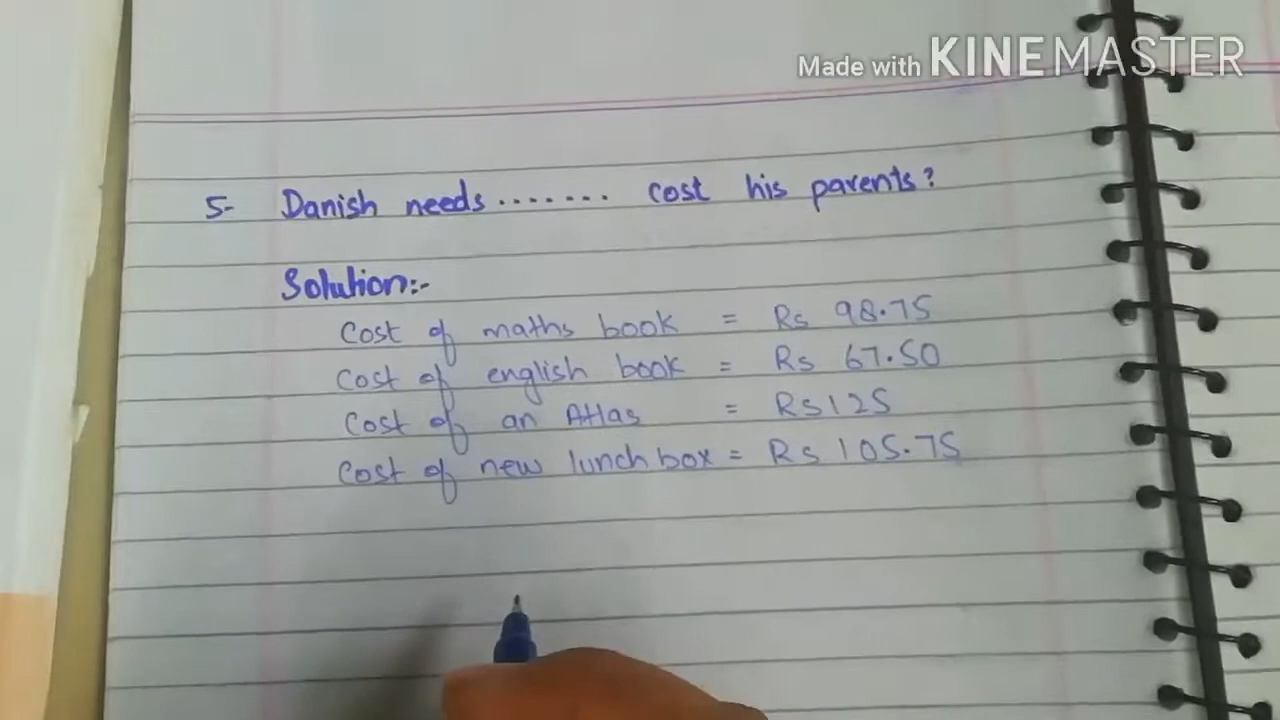 Made with KINEMASTER
5- Danish needs ....... cost his parents?
Solution:-
Cost of maths book = Rs 98.75
Cost of english book = Rs 67.50
Cost of an Atlas = Rs 125
Cost of new lunch box = Rs 105.75